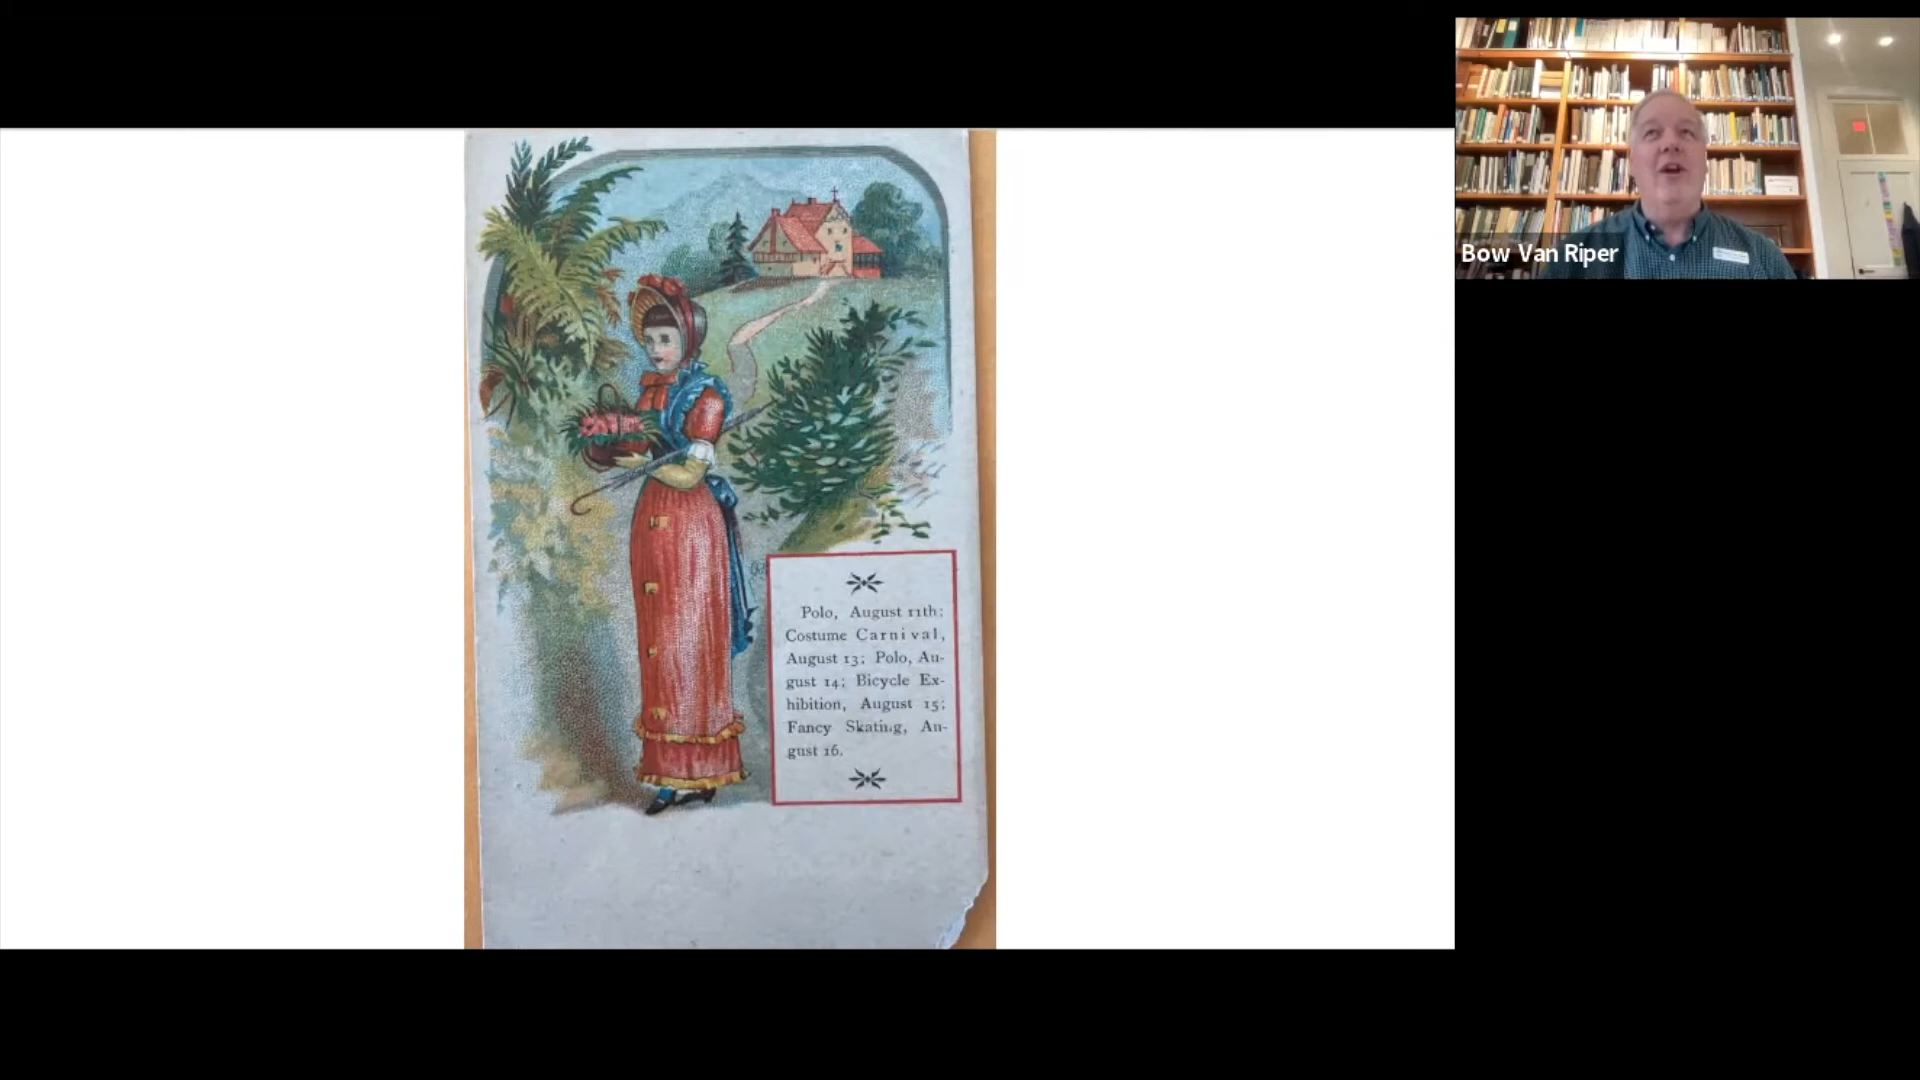 Polo, August 11th;
Costume Carnival,
August 13; Polo, Au-
gust 14; Bicycle Ex-
hibition, August 15;
Fancy Skating, Au-
gust 16.
Bow Van Riper